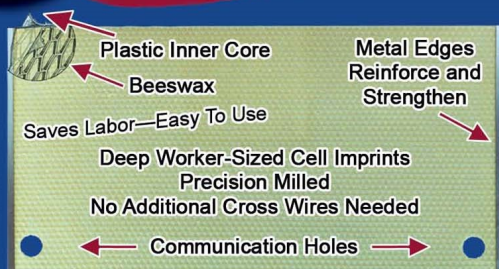 Plastic Inner Core
Beeswax
Metal Edges
Reinforce and
Strengthen
Saves Labor—Easy To Use
Deep Worker-Sized Cell Imprints
Precision Milled
No Additional Cross Wires Needed
Communication Holes